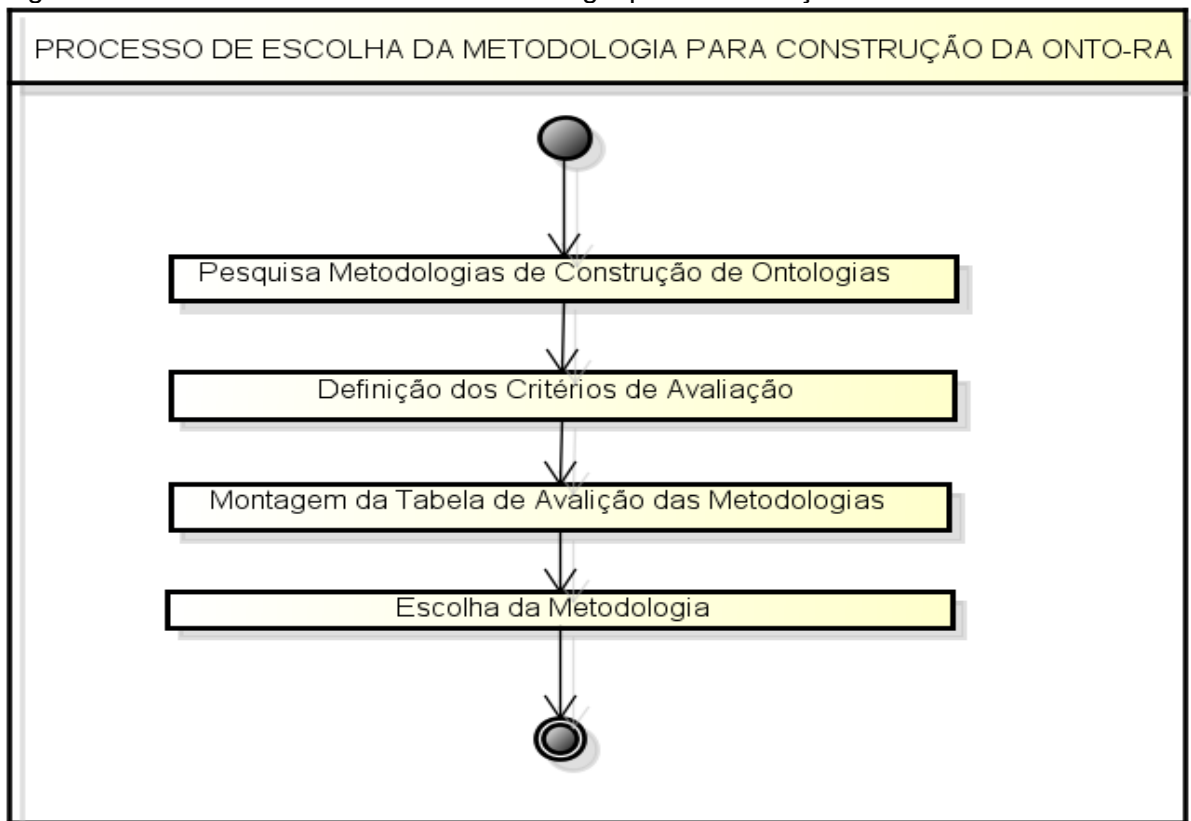 PROCESSO DE ESCOLHA DA METODOLOGIA PARA CONSTRUÇÃO DA ONTO-RA
Pesquisa Metodologias de Construção de Ontologias
Definição dos Critérios de Avaliação
Montagem da Tabela de Avalição das Metodologias
Escolha da Metodologia